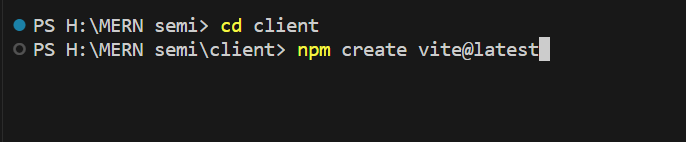 PS H:\MERN semi> cd client
PS H:\MERN semi\client> npm create vite@latest